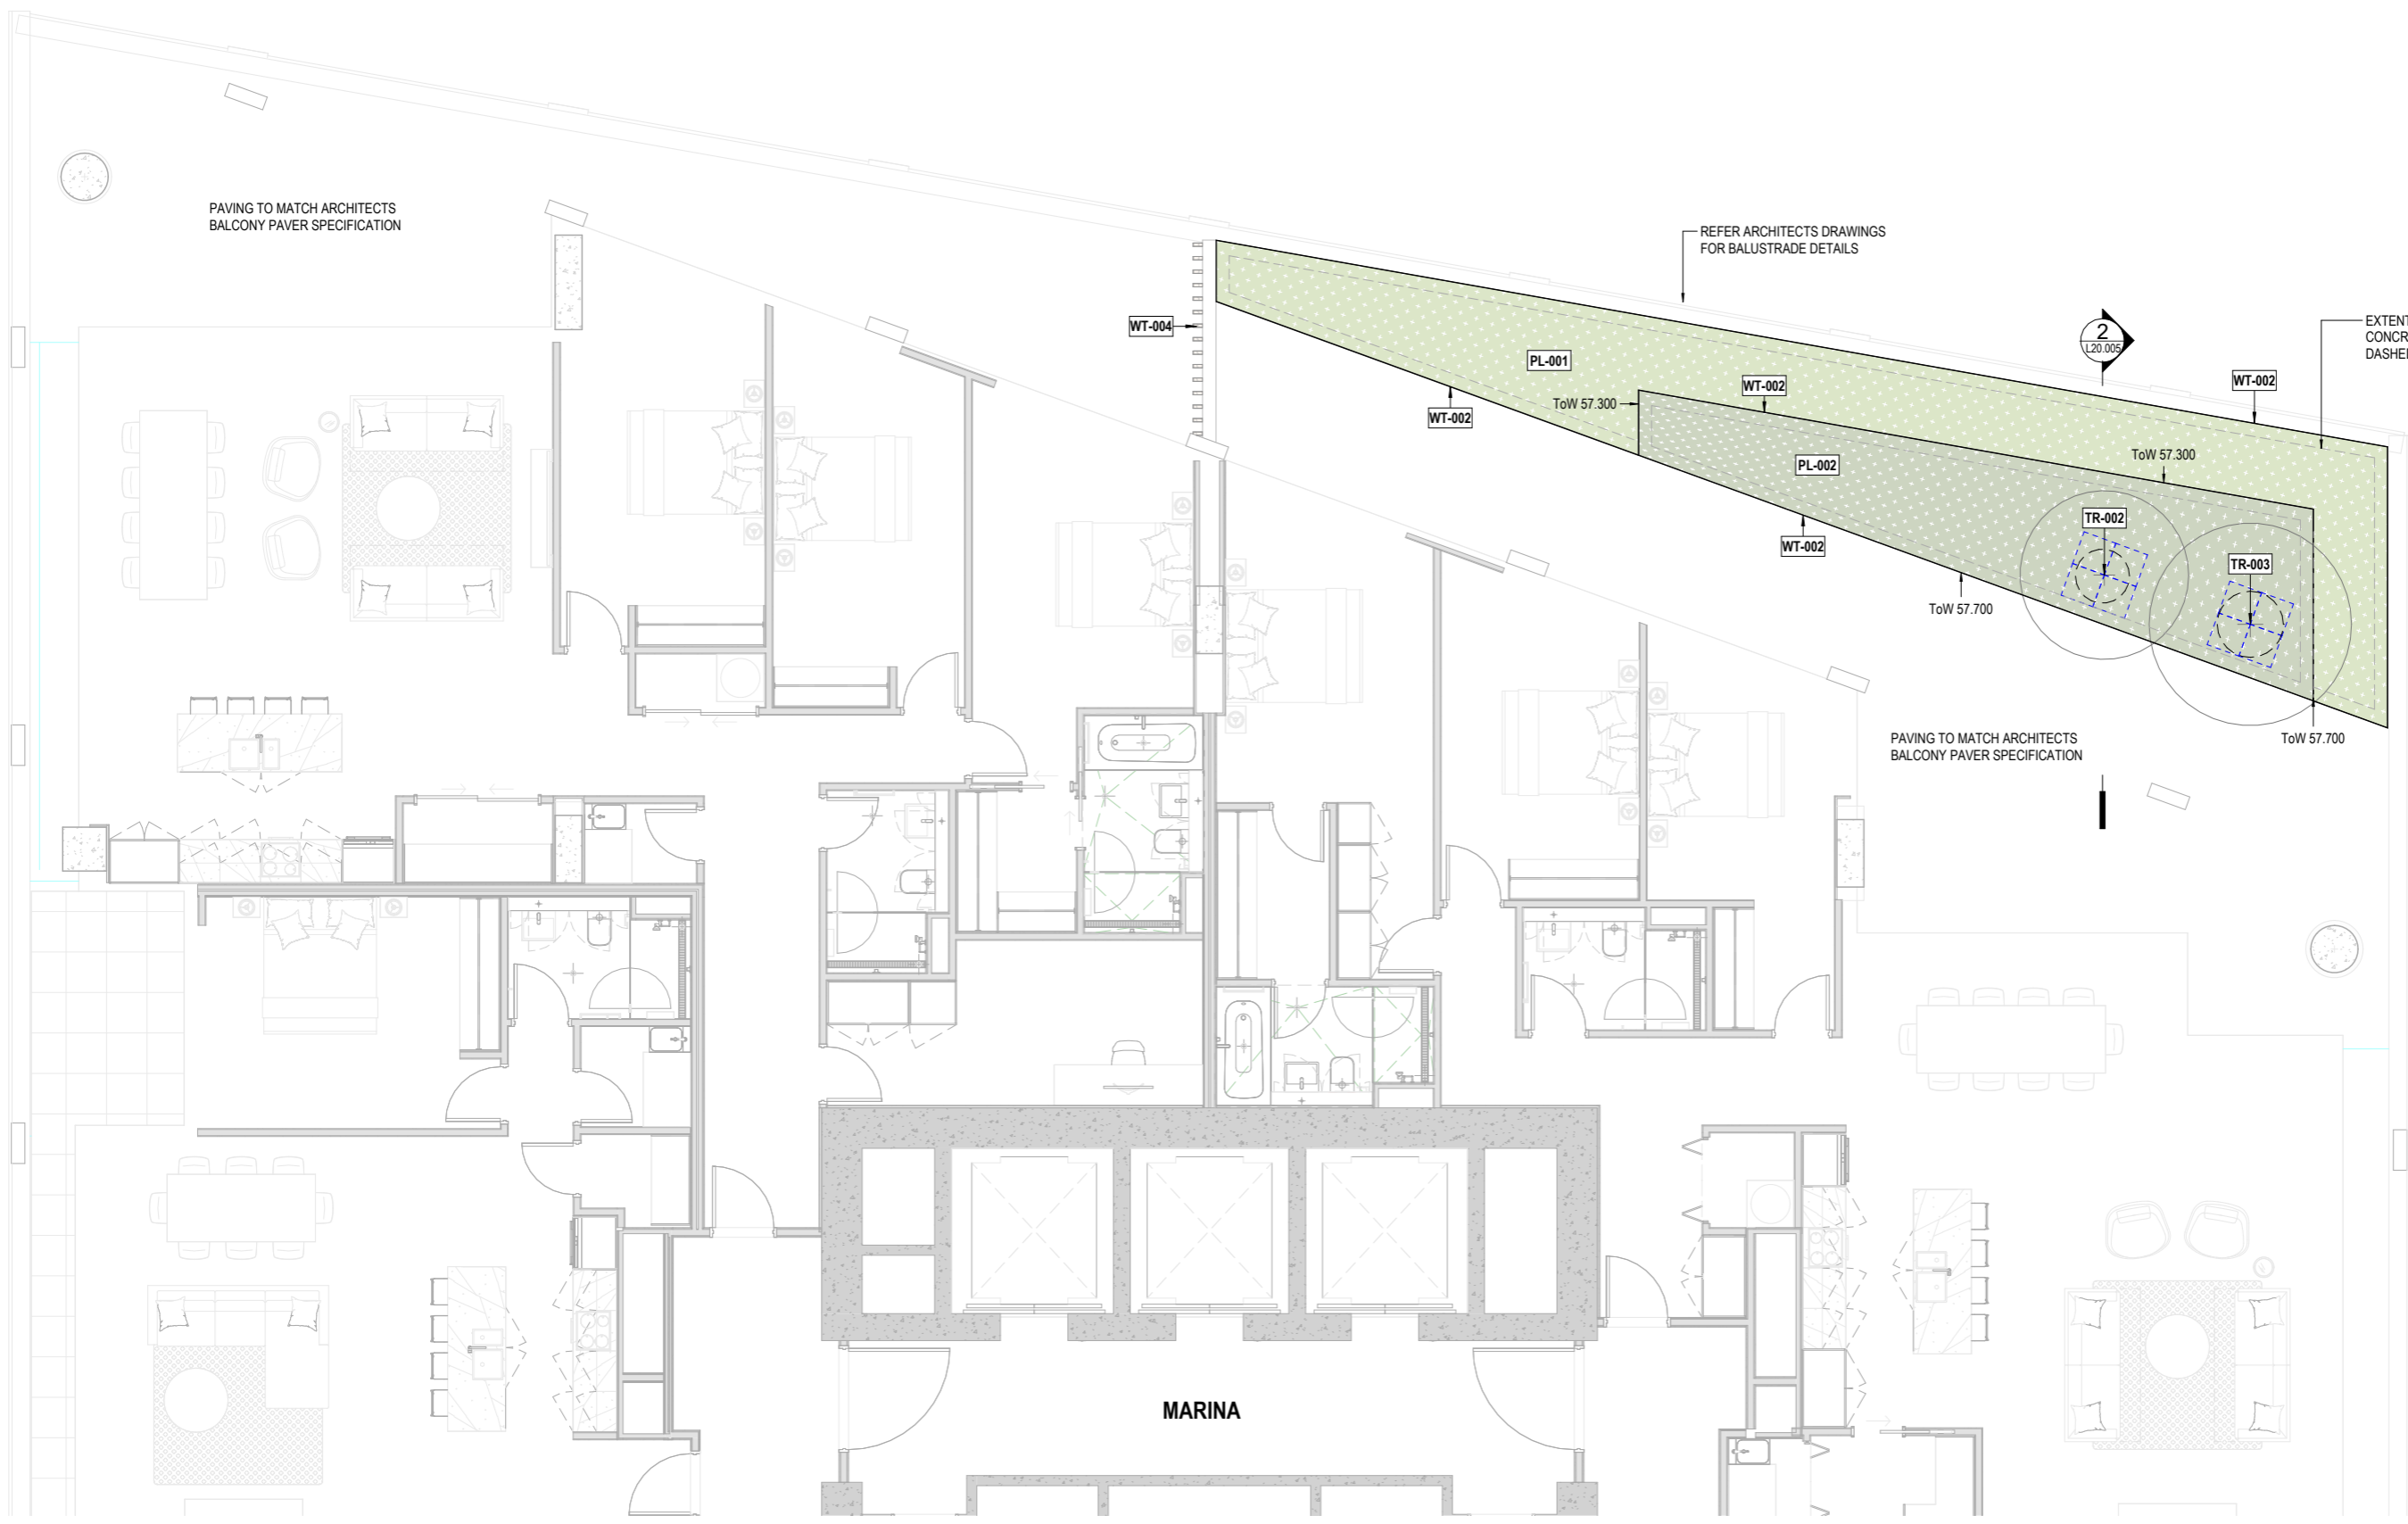 PAVING TO MATCH ARCHITECTS
BALCONY PAVER SPECIFICATION
REFER ARCHITECTS DRAWINGS
FOR BALUSTRADE DETAILS
WT-004
2
L20.005
EXTENT
CONCR
DASHE
PL-001
WT-002
WT-002
ToW 57.300
WT-002
PL-002
ToW 57.300
TR-002
WT-002
TR-003
ToW 57.700
PAVING TO MATCH ARCHITECTS
BALCONY PAVER SPECIFICATION
ToW 57.700
MARINA